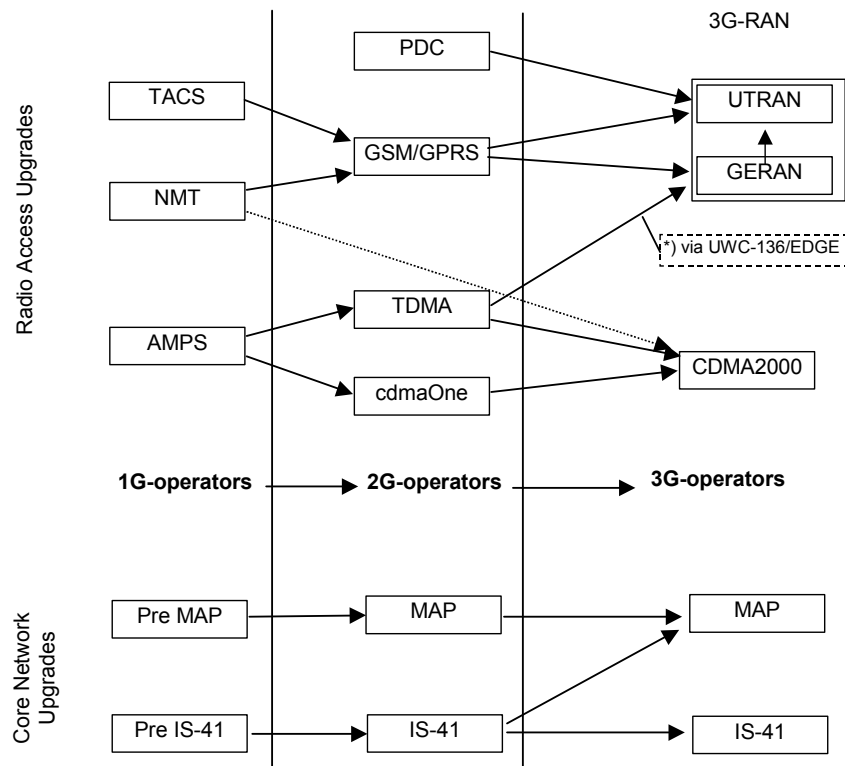 3G-RAN
PDC
TACS
UTRAN
GSM/GPRS
GERAN
NMT
*) via UWC-136/EDGE
TDMA
AMPS
CDMA2000
cdmaOne
Radio Access Upgrades
1G-operators
2G-operators
3G-operators
Pre MAP
MAP
MAP
Pre IS-41
IS-41
IS-41
Core Network
Upgrades